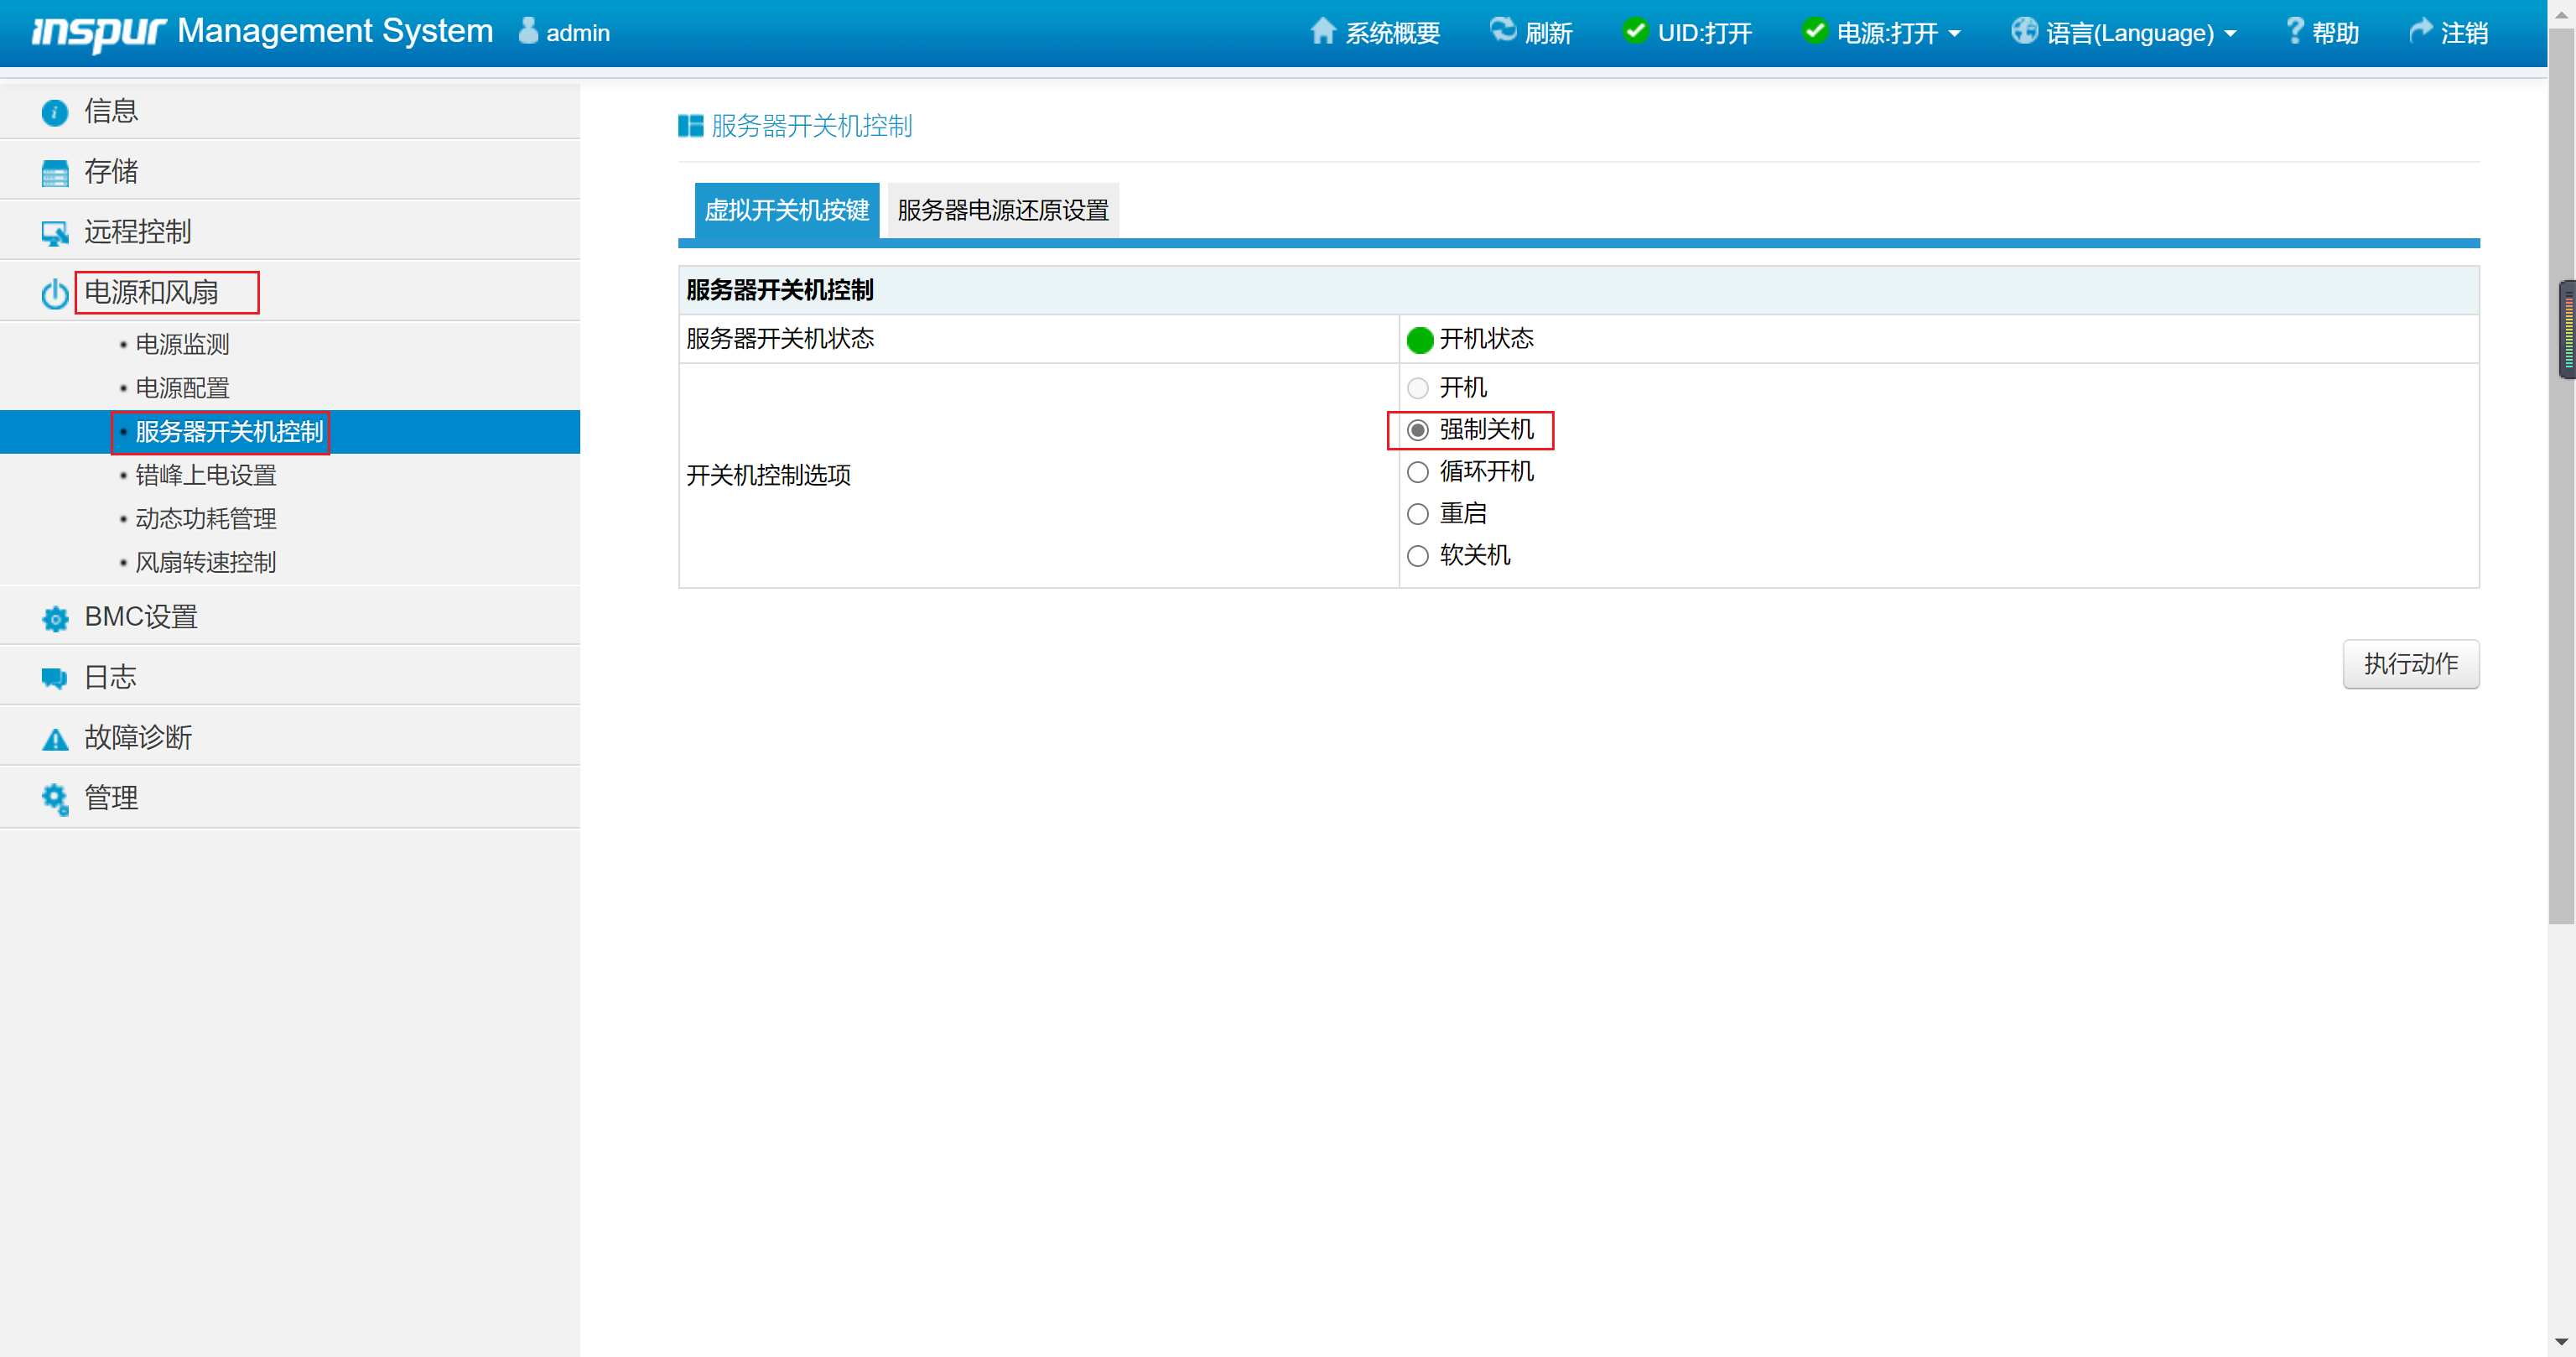 inspur Management System admin 系统概要 刷新 UID:打开 电源:打开 语言(Language) 帮助 注销
信息
存储
远程控制
电源和风扇
电源监测
电源配置
服务器开关机控制
错峰上电设置
动态功耗管理
风扇转速控制
BMC设置
日志
故障诊断
管理
服务器开关机控制
虚拟开关机按键 服务器电源还原设置
服务器开关机控制
服务器开关机状态 开机状态
开关机控制选项
开机
强制关机
循环开机
重启
软关机
执行动作